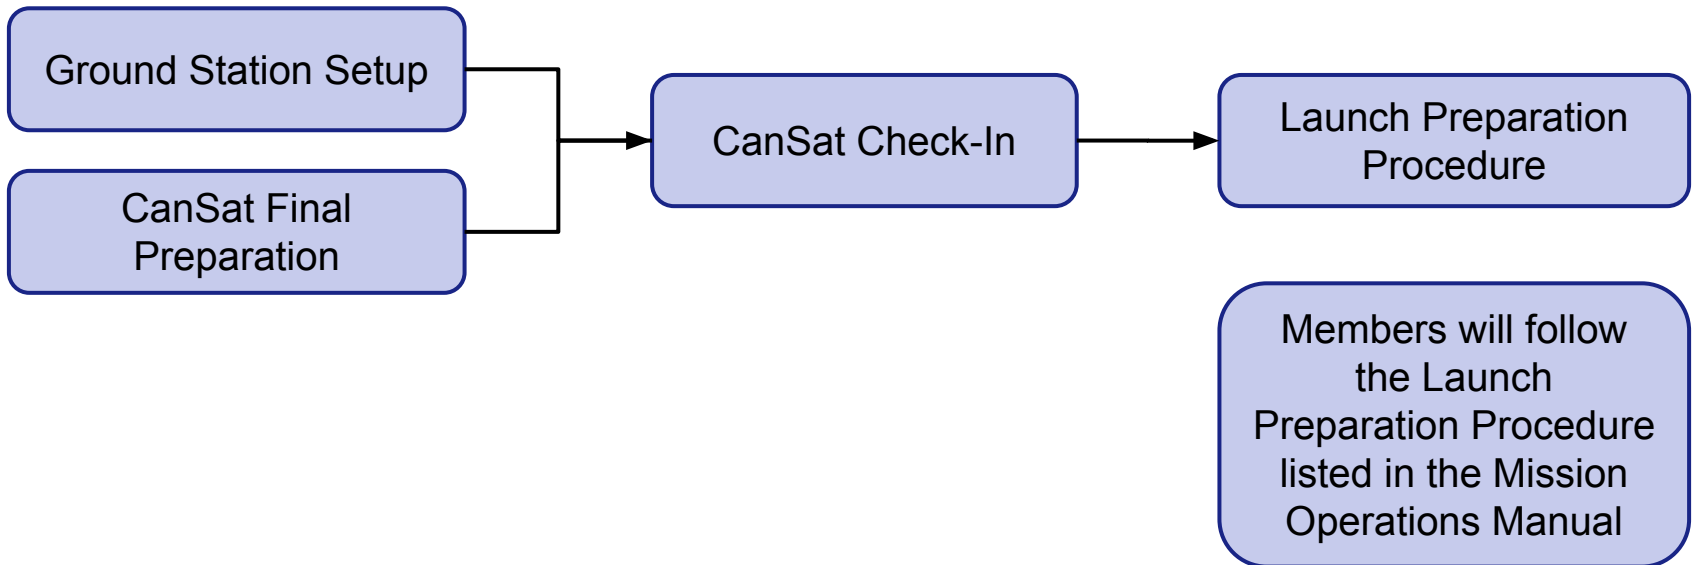 Ground Station Setup
CanSat Final
Preparation
CanSat Check-In
Launch Preparation
Procedure
Members will follow
the Launch
Preparation Procedure
listed in the Mission
Operations Manual